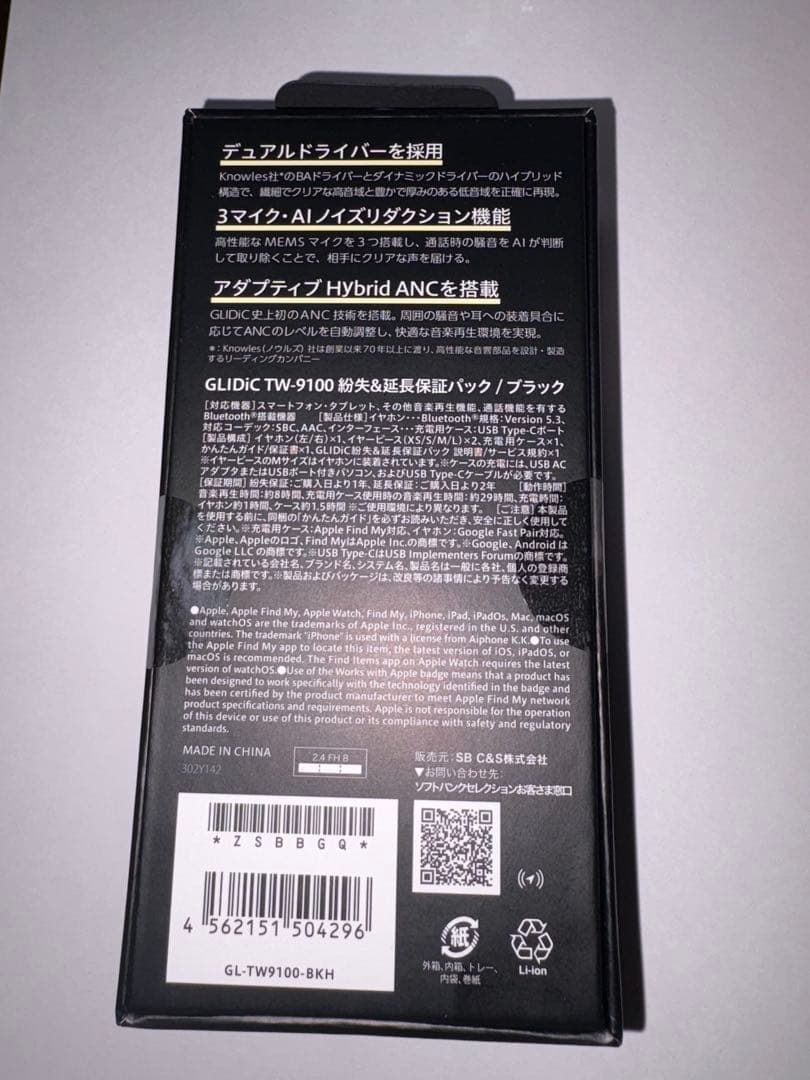 デュアルドライバーを採用
Knowles社*のBAドライバーとダイナミックドライバーのハイブリッド
構造で、繊細でクリアな高音域と豊かで厚みのある低音域を正確に再現。
3マイク・AIノイズリダクション機能
高性能なMEMSマイクを3つ搭載し、通話時の騒音をAIが判断
して取り除くことで、相手にクリアな声を届ける。
アダプティブ Hybrid ANCを搭載
GLIDiC史上初のANC技術を搭載。周囲の騒音や耳への装着具合に
応じてANCのレベルを自動調整し、快適な音楽再生環境を実現。
*：Knowles（ノウルズ）社は創業以来70年以上に渡り、高性能な音響部品を設計・製造
するリーディングカンパニー
GLIDiC TW-9100 紛失&延長保証パック / ブラック
［対応機器］スマートフォン・タブレット、その他音楽再生機能、通話機能を有する
Bluetooth®搭載機器 ［製品仕様］イヤホン・・・Bluetooth®規格：Version 5.3、
対応コーデック：SBC、AAC、インターフェース・・・充電用ケース：USB Type-Cポート
［製品構成］イヤホン（左/右）×1、イヤーピース（XS/S/M/L）×2、充電用ケース×1、
かんたんガイド/保証書×1、GLIDiC紛失&延長保証パック 説明書/サービス規約×1
※イヤーピースのMサイズはイヤホンに装着されています。※ケースの充電には、USB AC
アダプタまたはUSBポート付きパソコン、およびUSB Type-Cケーブルが必要です。
［保証期間］紛失保証：ご購入日より1年、延長保証：ご購入日より2年 ［動作時間］
音楽再生時間：約8時間、充電用ケース使用時の音楽再生時間：約29時間、充電時間：
イヤホン約1時間、ケース約1.5時間 ※ご使用環境により異なります。 ［ご注意］本製品
を使用する前に、同梱の「かんたんガイド」を必ずお読みいただき、安全に正しく使用して
ください。※充電用ケース：Apple Find My対応、イヤホン：Google Fast Pair対応。
※Apple、Appleのロゴ、Find MyはApple Inc.の商標です。※Google、Android は
Google LLC の商標です。※USB Type-CはUSB Implementers Forumの商標です。
※記載されている会社名、ブランド名、システム名、製品名は一般に各社、個人の登録商
標または商標です。※製品およびパッケージは、改良等の諸事情により予告なく変更する
場合があります。
●Apple, Apple Find My, Apple Watch, Find My, iPhone, iPad, iPadOs, Mac, macOS
and watchOS are the trademarks of Apple Inc., registered in the U.S. and other
countries. The trademark "iPhone" is used with a license from Aiphone K.K.●To use
the Apple Find My app to locate this item, the latest version of iOS, iPadOS, or
macOS is recommended. The Find Items app on Apple Watch requires the latest
version of watchOS.●Use of the Works with Apple badge means that a product has
been designed to work specifically with the technology identified in the badge and
has been certified by the product manufacturer to meet Apple Find My network
product specifications and requirements. Apple is not responsible for the operation
of this device or use of this product or its compliance with safety and regulatory
standards.
MADE IN CHINA
302Y142
2.4 FH 8
販売元：SB C&S株式会社
▼お問い合わせ先：
ソフトバンクセレクションお客さま窓口
* Z S B B G Q *
4 562151 504296
GL-TW9100-BKH
紙
外箱、内箱、トレー、
内袋、巻紙
Li-ion